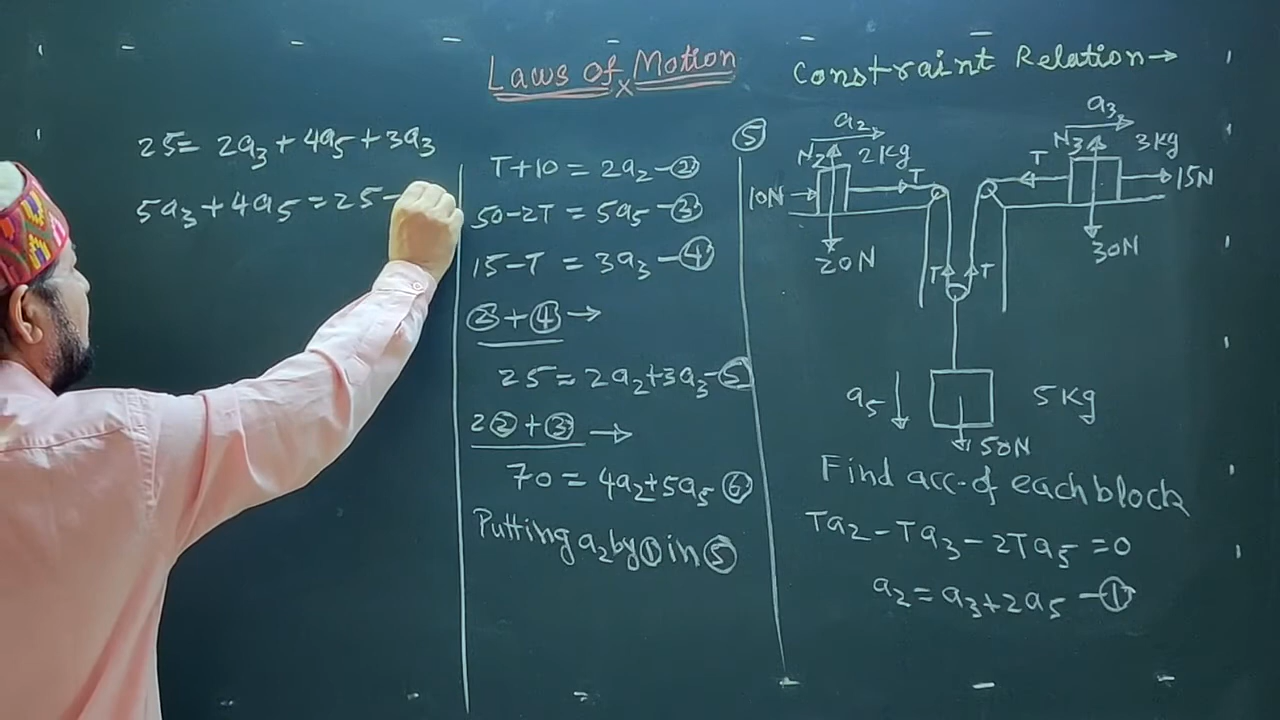 Laws of Motion
x
Constraint Relation→
25 = 2a₃ + 4a₅ + 3a₃
5a₃ + 4a₅ = 25 -
T + 10 = 2a₂ - ②
50 - 2T = 5a₅ - ③
15 - T = 3a₃ - ④
② + ④ →
25 = 2a₂ + 3a₃ - ⑤
2② + ③ →
70 = 4a₂ + 5a₅ ⑥
Putting a₂ by ① in ⑤
⑤
a₂
N₂ 2Kg
10N T
20N
a₃
N₃ 3Kg
T 15N
30N
T T
a₅ 5Kg
50N
Find acc. of each block
Ta₂ - Ta₃ - 2Ta₅ = 0
a₂ = a₃ + 2a₅ - ①